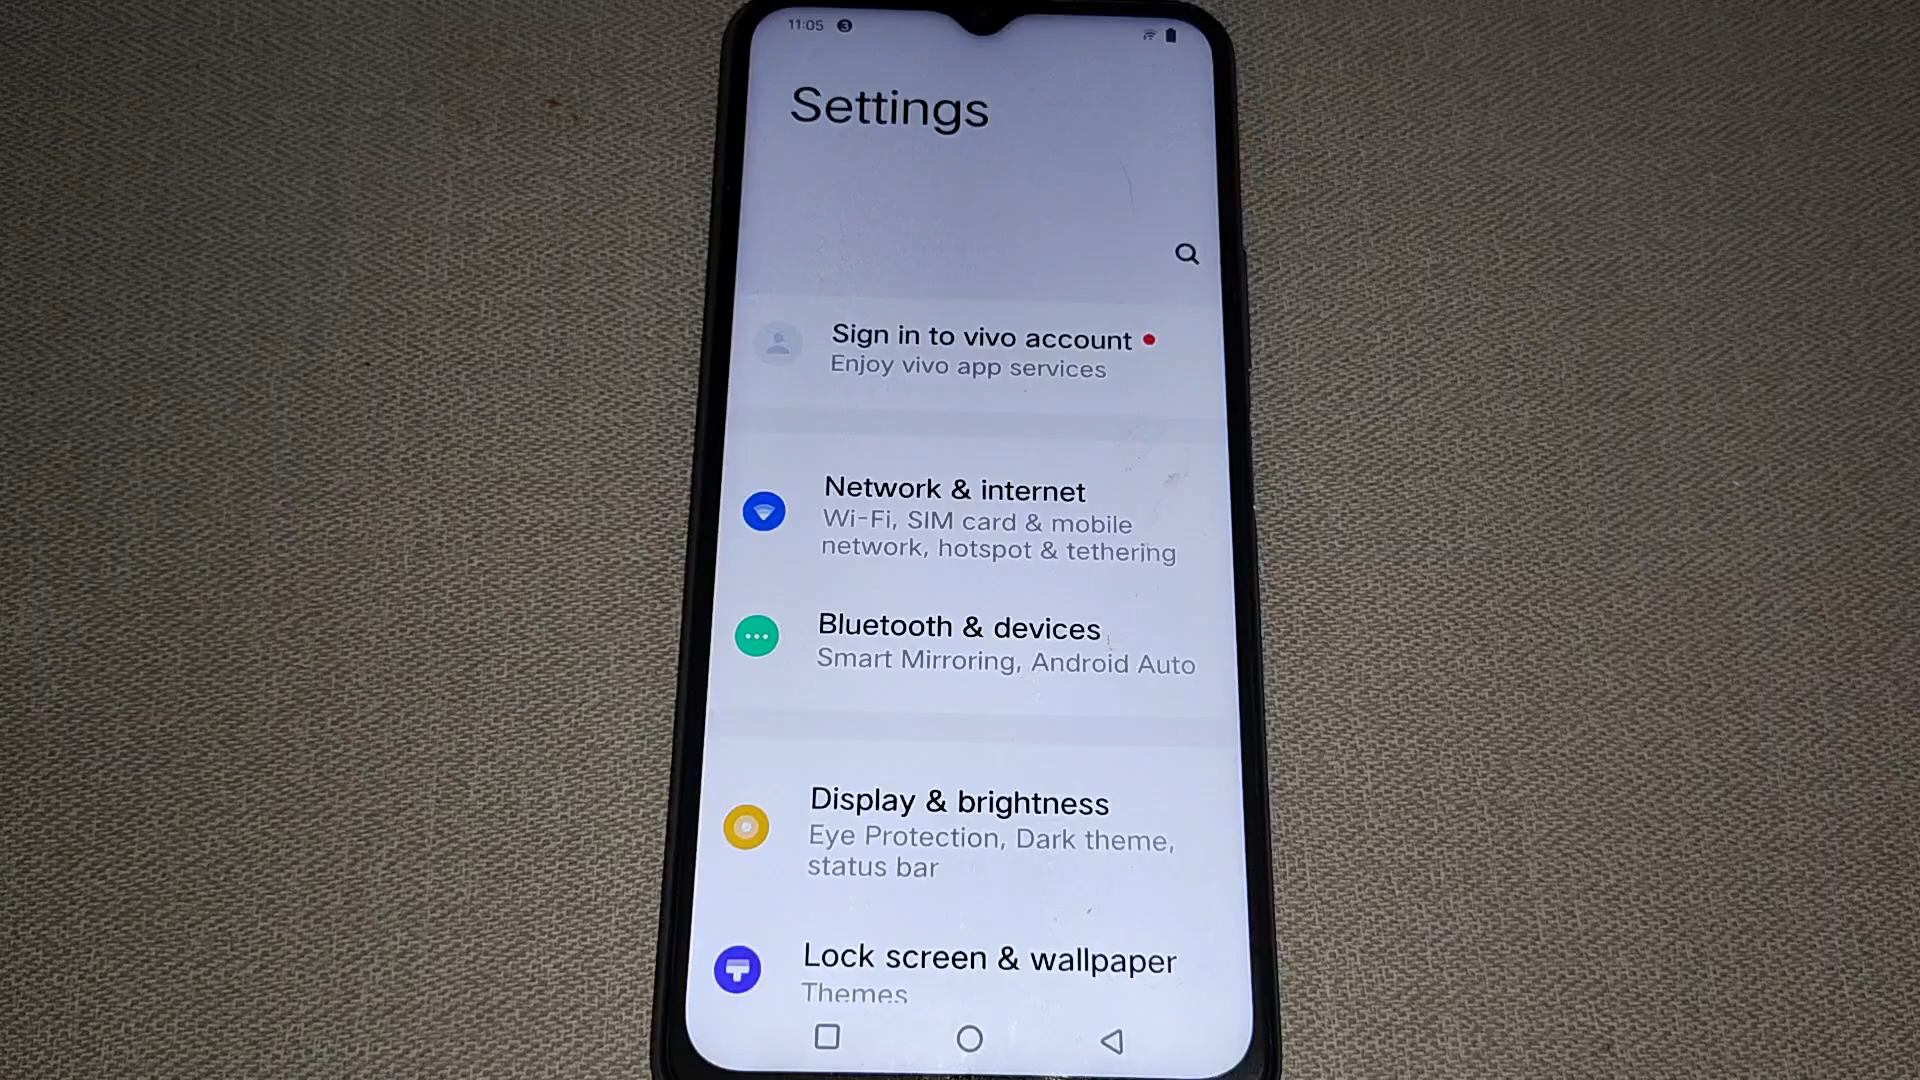 11:05 3
Settings
Sign in to vivo account
Enjoy vivo app services
Network & internet
Wi-Fi, SIM card & mobile
network, hotspot & tethering
Bluetooth & devices
Smart Mirroring, Android Auto
Display & brightness
Eye Protection, Dark theme,
status bar
Lock screen & wallpaper
Themes